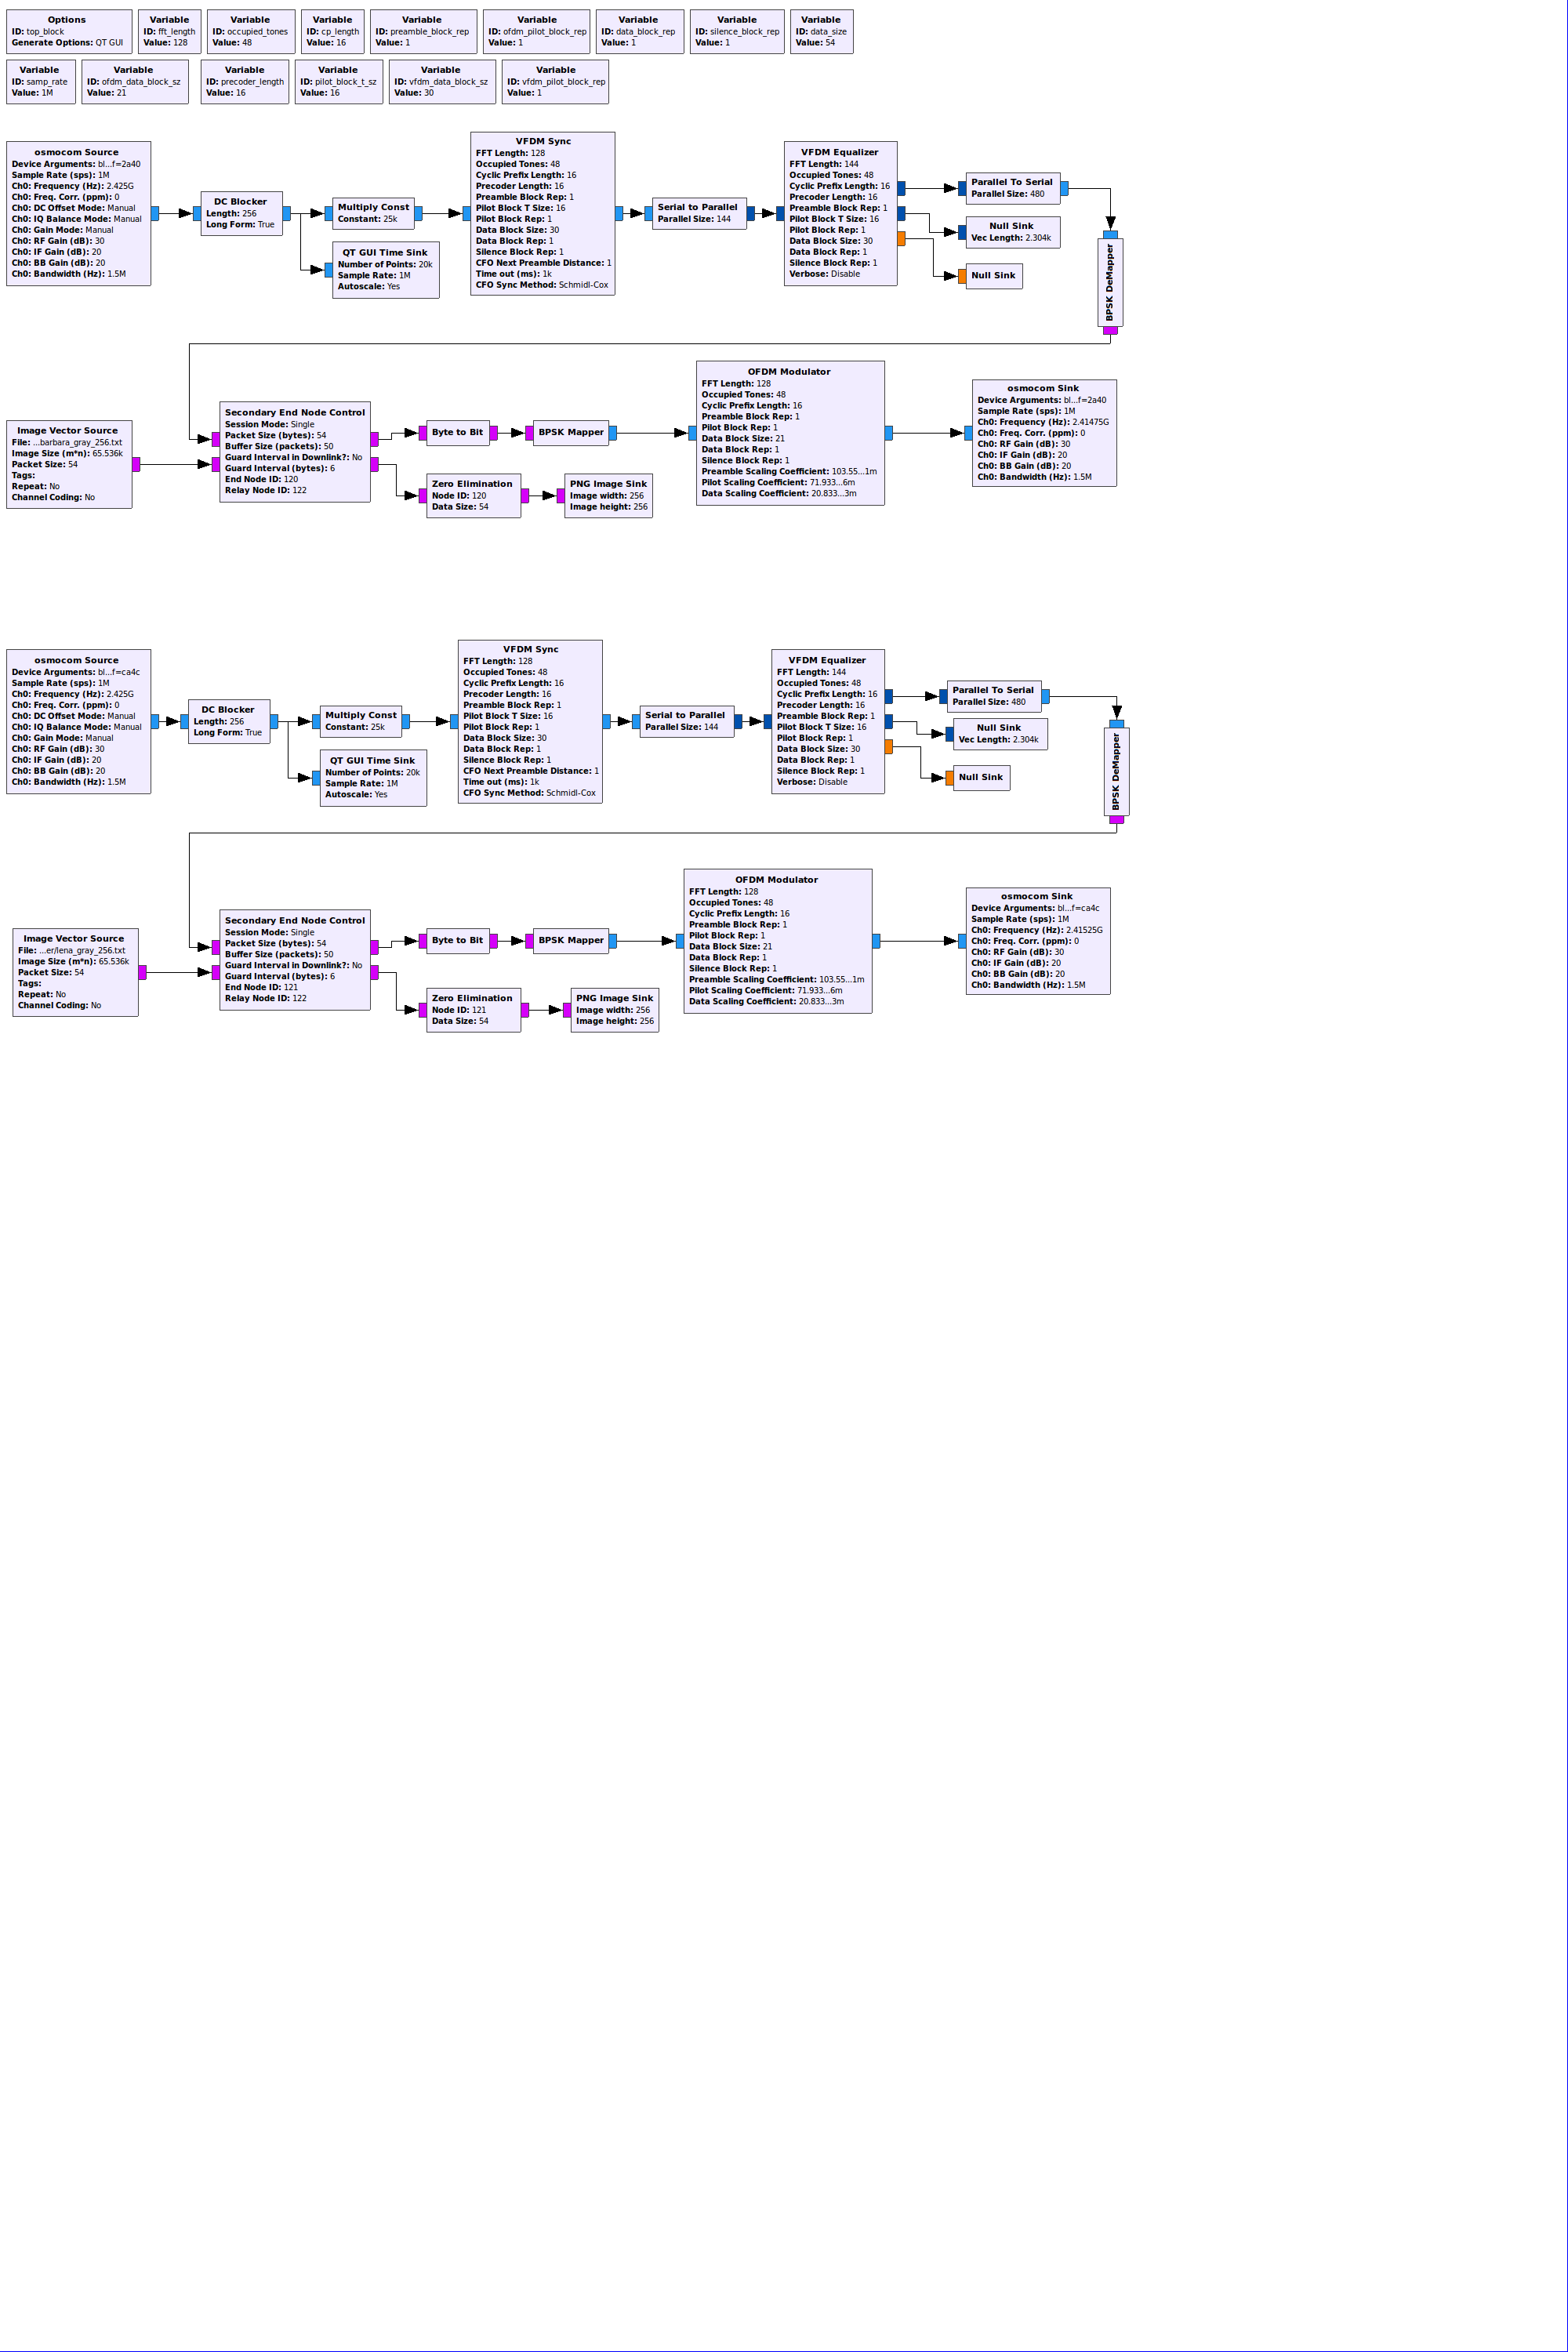 Options
ID: top_block
Generate Options: QT GUI
Variable
ID: fft_length
Value: 128
Variable
ID: occupied_tones
Value: 48
Variable
ID: cp_length
Value: 16
Variable
ID: preamble_block_rep
Value: 1
Variable
ID: ofdm_pilot_block_rep
Value: 1
Variable
ID: data_block_rep
Value: 1
Variable
ID: silence_block_rep
Value: 1
Variable
ID: data_size
Value: 54
Variable
ID: samp_rate
Value: 1M
Variable
ID: ofdm_data_block_sz
Value: 21
Variable
ID: precoder_length
Value: 16
Variable
ID: pilot_block_t_sz
Value: 16
Variable
ID: vfdm_data_block_sz
Value: 30
Variable
ID: vfdm_pilot_block_rep
Value: 1
osmocom Source
Device Arguments: bl...f=2a40
Sample Rate (sps): 1M
Ch0: Frequency (Hz): 2.425G
Ch0: Freq. Corr. (ppm): 0
Ch0: DC Offset Mode: Manual
Ch0: IQ Balance Mode: Manual
Ch0: Gain Mode: Manual
Ch0: RF Gain (dB): 30
Ch0: IF Gain (dB): 20
Ch0: BB Gain (dB): 20
Ch0: Bandwidth (Hz): 1.5M
DC Blocker
Length: 256
Long Form: True
Multiply Const
Constant: 25k
QT GUI Time Sink
Number of Points: 20k
Sample Rate: 1M
Autoscale: Yes
VFDM Sync
FFT Length: 128
Occupied Tones: 48
Cyclic Prefix Length: 16
Precoder Length: 16
Preamble Block Rep: 1
Pilot Block T Size: 16
Pilot Block Rep: 1
Data Block Size: 30
Data Block Rep: 1
Silence Block Rep: 1
CFO Next Preamble Distance: 1
Time out (ms): 1k
CFO Sync Method: Schmidl-Cox
Serial to Parallel
Parallel Size: 144
VFDM Equalizer
FFT Length: 144
Occupied Tones: 48
Cyclic Prefix Length: 16
Precoder Length: 16
Preamble Block Rep: 1
Pilot Block T Size: 16
Pilot Block Rep: 1
Data Block Size: 30
Data Block Rep: 1
Silence Block Rep: 1
Verbose: Disable
Parallel To Serial
Parallel Size: 480
Null Sink
Vec Length: 2.304k
Null Sink
BPSK DeMapper
Image Vector Source
File: ...barbara_gray_256.txt
Image Size (m*n): 65.536k
Packet Size: 54
Tags:
Repeat: No
Channel Coding: No
Secondary End Node Control
Session Mode: Single
Packet Size (bytes): 54
Buffer Size (packets): 50
Guard Interval in Downlink?: No
Guard Interval (bytes): 6
End Node ID: 120
Relay Node ID: 122
Byte to Bit
BPSK Mapper
Zero Elimination
Node ID: 120
Data Size: 54
PNG Image Sink
Image width: 256
Image height: 256
OFDM Modulator
FFT Length: 128
Occupied Tones: 48
Cyclic Prefix Length: 16
Preamble Block Rep: 1
Pilot Block Rep: 1
Data Block Size: 21
Data Block Rep: 1
Silence Block Rep: 1
Preamble Scaling Coefficient: 103.55...1m
Pilot Scaling Coefficient: 71.933...6m
Data Scaling Coefficient: 20.833...3m
osmocom Sink
Device Arguments: bl...f=2a40
Sample Rate (sps): 1M
Ch0: Frequency (Hz): 2.41475G
Ch0: Freq. Corr. (ppm): 0
Ch0: RF Gain (dB): 30
Ch0: IF Gain (dB): 20
Ch0: BB Gain (dB): 20
Ch0: Bandwidth (Hz): 1.5M
osmocom Source
Device Arguments: bl...f=ca4c
Sample Rate (sps): 1M
Ch0: Frequency (Hz): 2.425G
Ch0: Freq. Corr. (ppm): 0
Ch0: DC Offset Mode: Manual
Ch0: IQ Balance Mode: Manual
Ch0: Gain Mode: Manual
Ch0: RF Gain (dB): 30
Ch0: IF Gain (dB): 20
Ch0: BB Gain (dB): 20
Ch0: Bandwidth (Hz): 1.5M
DC Blocker
Length: 256
Long Form: True
Multiply Const
Constant: 25k
QT GUI Time Sink
Number of Points: 20k
Sample Rate: 1M
Autoscale: Yes
VFDM Sync
FFT Length: 128
Occupied Tones: 48
Cyclic Prefix Length: 16
Precoder Length: 16
Preamble Block Rep: 1
Pilot Block T Size: 16
Pilot Block Rep: 1
Data Block Size: 30
Data Block Rep: 1
Silence Block Rep: 1
CFO Next Preamble Distance: 1
Time out (ms): 1k
CFO Sync Method: Schmidl-Cox
Serial to Parallel
Parallel Size: 144
VFDM Equalizer
FFT Length: 144
Occupied Tones: 48
Cyclic Prefix Length: 16
Precoder Length: 16
Preamble Block Rep: 1
Pilot Block T Size: 16
Pilot Block Rep: 1
Data Block Size: 30
Data Block Rep: 1
Silence Block Rep: 1
Verbose: Disable
Parallel To Serial
Parallel Size: 480
Null Sink
Vec Length: 2.304k
Null Sink
BPSK DeMapper
Image Vector Source
File: ...er/lena_gray_256.txt
Image Size (m*n): 65.536k
Packet Size: 54
Tags:
Repeat: No
Channel Coding: No
Secondary End Node Control
Session Mode: Single
Packet Size (bytes): 54
Buffer Size (packets): 50
Guard Interval in Downlink?: No
Guard Interval (bytes): 6
End Node ID: 121
Relay Node ID: 122
Byte to Bit
BPSK Mapper
Zero Elimination
Node ID: 121
Data Size: 54
PNG Image Sink
Image width: 256
Image height: 256
OFDM Modulator
FFT Length: 128
Occupied Tones: 48
Cyclic Prefix Length: 16
Preamble Block Rep: 1
Pilot Block Rep: 1
Data Block Size: 21
Data Block Rep: 1
Silence Block Rep: 1
Preamble Scaling Coefficient: 103.55...1m
Pilot Scaling Coefficient: 71.933...6m
Data Scaling Coefficient: 20.833...3m
osmocom Sink
Device Arguments: bl...f=ca4c
Sample Rate (sps): 1M
Ch0: Frequency (Hz): 2.41525G
Ch0: Freq. Corr. (ppm): 0
Ch0: RF Gain (dB): 30
Ch0: IF Gain (dB): 20
Ch0: BB Gain (dB): 20
Ch0: Bandwidth (Hz): 1.5M